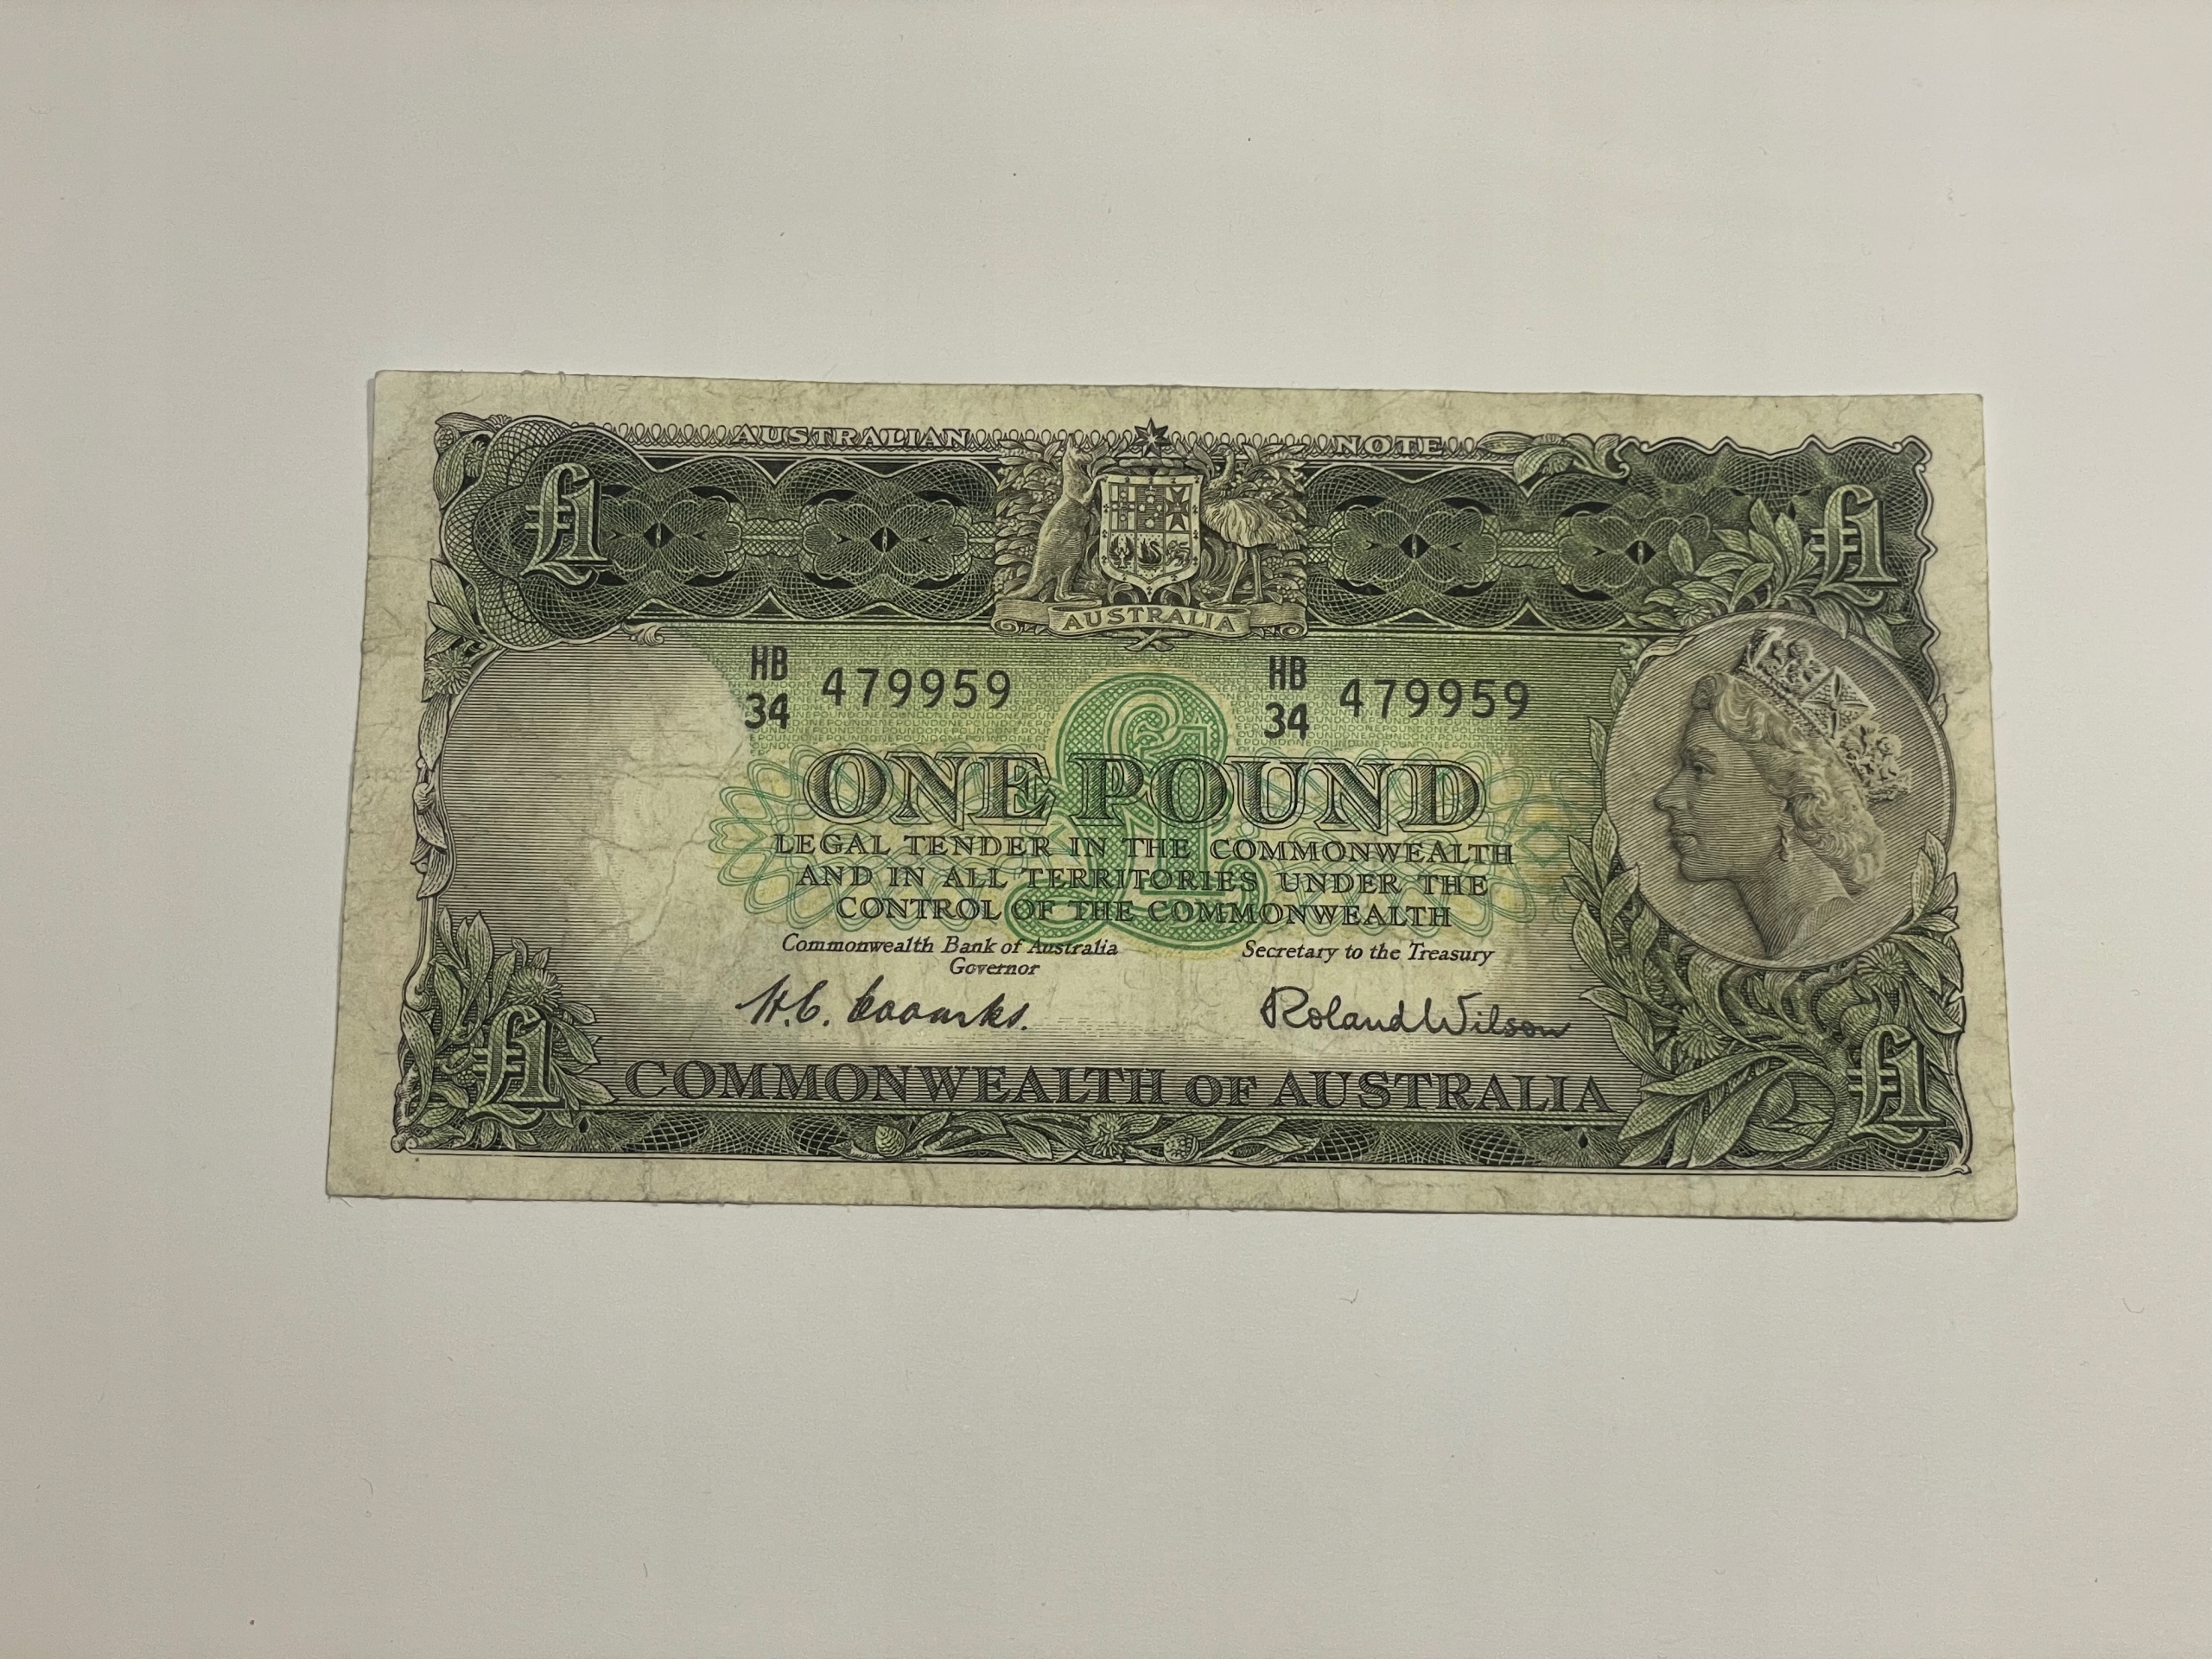 AUSTRALIAN NOTE
£1 £1
AUSTRALIA
HB 34 479959 HB 34 479959
£1
ONE POUND
LEGAL TENDER IN THE COMMONWEALTH
AND IN ALL TERRITORIES UNDER THE
CONTROL OF THE COMMONWEALTH
Commonwealth Bank of Australia
Governor
Secretary to the Treasury
H.C. Coombs.
Roland Wilson
£1 £1
COMMONWEALTH OF AUSTRALIA